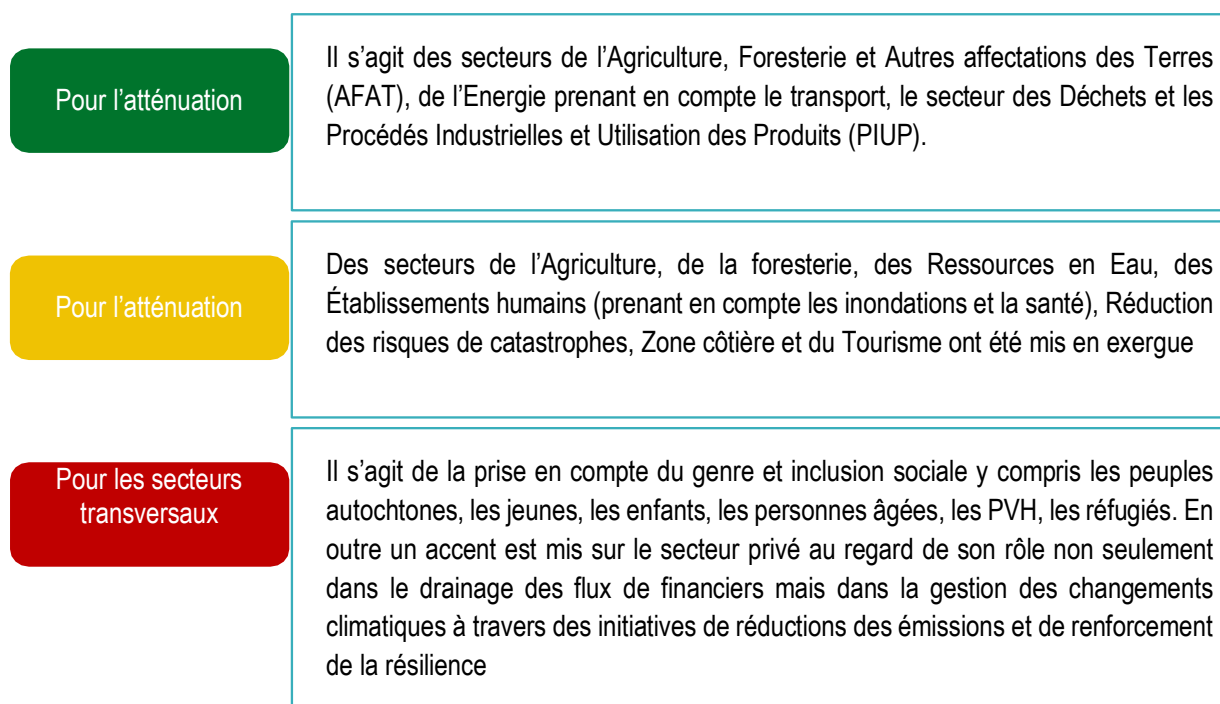 Pour l’atténuation
Il s’agit des secteurs de l’Agriculture, Foresterie et Autres affectations des Terres
(AFAT), de l’Energie prenant en compte le transport, le secteur des Déchets et les
Procédés Industrielles et Utilisation des Produits (PIUP).
Pour l’atténuation
Des secteurs de l’Agriculture, de la foresterie, des Ressources en Eau, des
Établissements humains (prenant en compte les inondations et la santé), Réduction
des risques de catastrophes, Zone côtière et du Tourisme ont été mis en exergue
Pour les secteurs
transversaux
Il s’agit de la prise en compte du genre et inclusion sociale y compris les peuples
autochtones, les jeunes, les enfants, les personnes âgées, les PVH, les réfugiés. En
outre un accent est mis sur le secteur privé au regard de son rôle non seulement
dans le drainage des flux de financiers mais dans la gestion des changements
climatiques à travers des initiatives de réductions des émissions et de renforcement
de la résilience